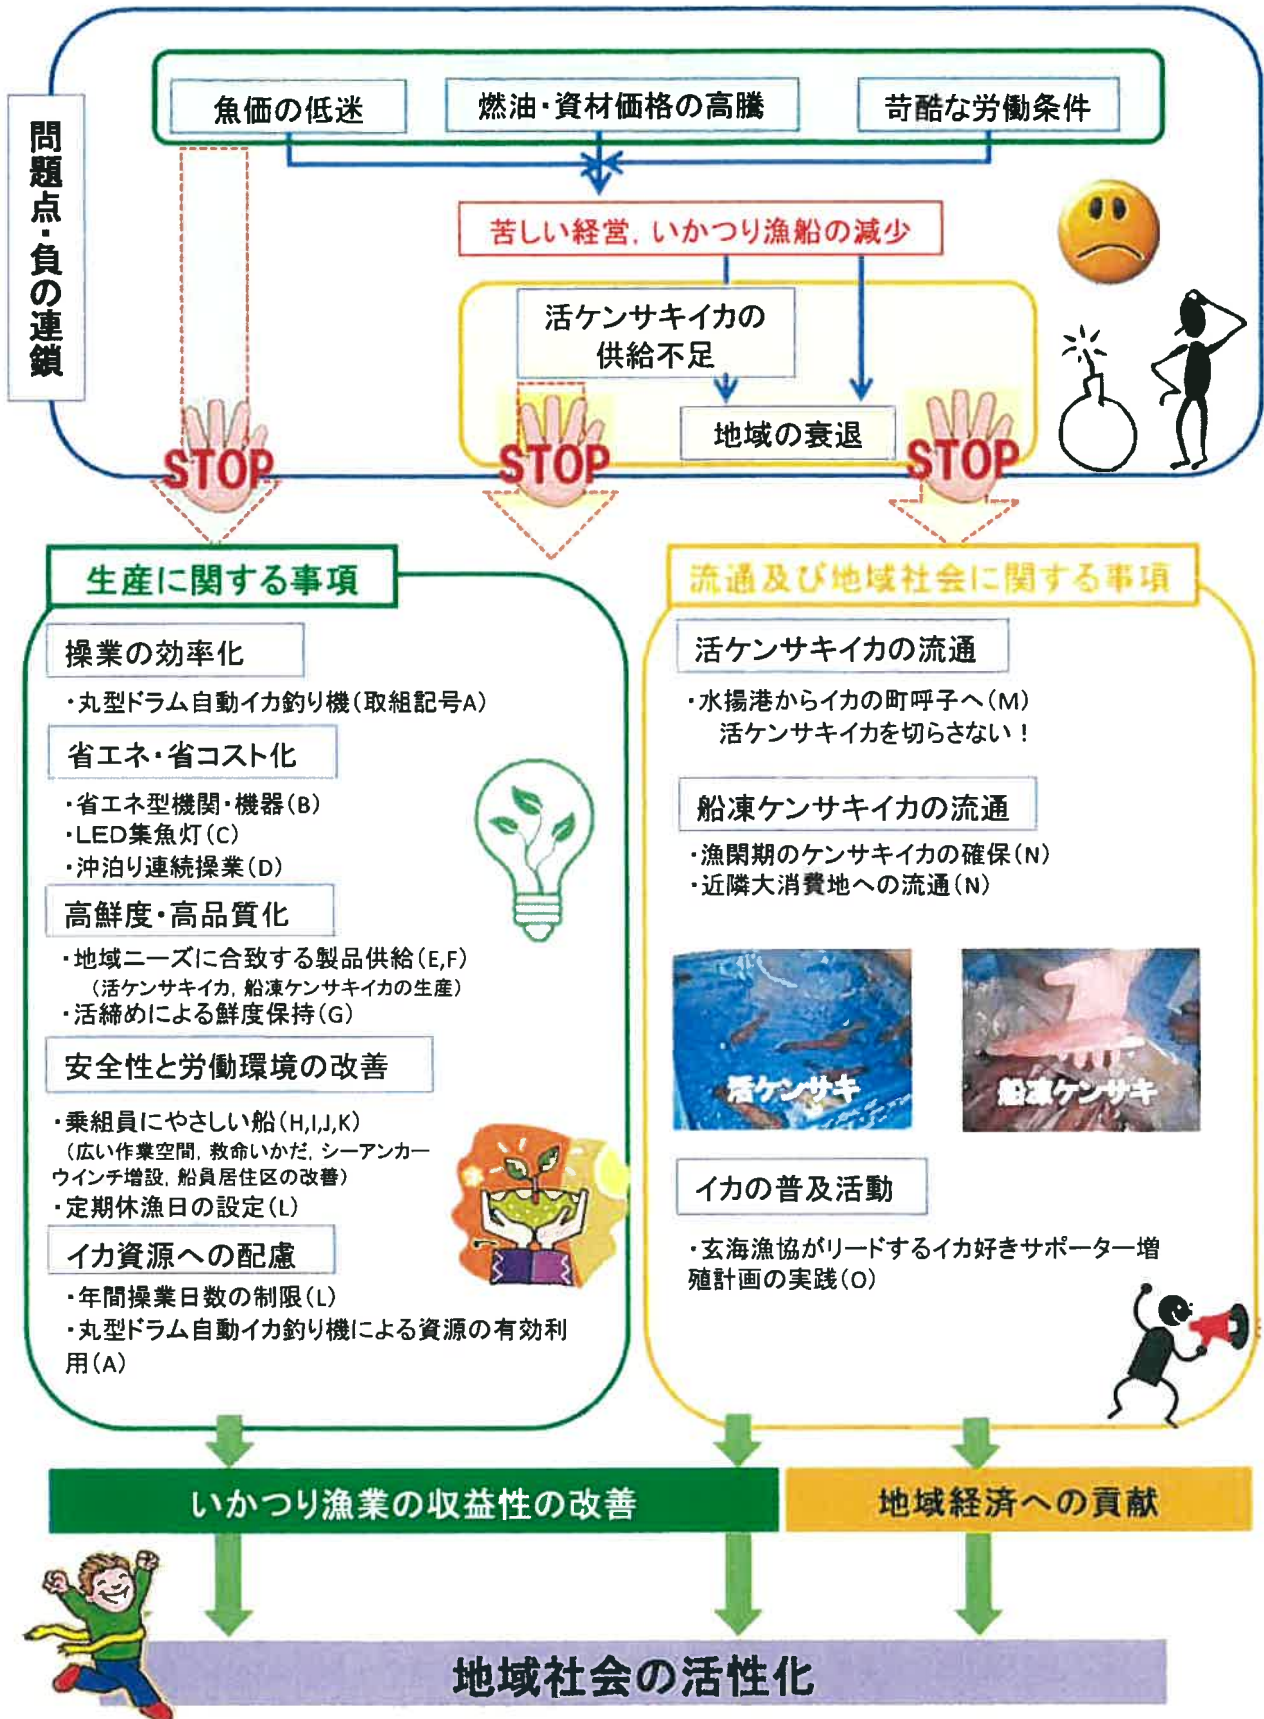 問題点・負の連鎖
魚価の低迷
燃油・資材価格の高騰
苛酷な労働条件
苦しい経営，いかつり漁船の減少
活ケンサキイカの
供給不足
地域の衰退
STOP
STOP
STOP
生産に関する事項
操業の効率化
・丸型ドラム自動イカ釣り機（取組記号A）
省エネ・省コスト化
・省エネ型機関・機器（B）
・LED集魚灯（C）
・沖泊り連続操業（D）
高鮮度・高品質化
・地域ニーズに合致する製品供給（E,F）
（活ケンサキイカ，船凍ケンサキイカの生産）
・活締めによる鮮度保持（G）
安全性と労働環境の改善
・乗組員にやさしい船（H,I,J,K）
（広い作業空間，救命いかだ，シーアンカー
ウインチ増設，船員居住区の改善）
・定期休漁日の設定（L）
イカ資源への配慮
・年間操業日数の制限（L）
・丸型ドラム自動イカ釣り機による資源の有効利
用（A）
流通及び地域社会に関する事項
活ケンサキイカの流通
・水揚港からイカの町呼子へ（M）
活ケンサキイカを切らさない！
船凍ケンサキイカの流通
・漁閑期のケンサキイカの確保（N）
・近隣大消費地への流通（N）
活ケンサキ
船凍ケンサキ
イカの普及活動
・玄海漁協がリードするイカ好きサポーター増
殖計画の実践（O）
いかつり漁業の収益性の改善
地域経済への貢献
地域社会の活性化